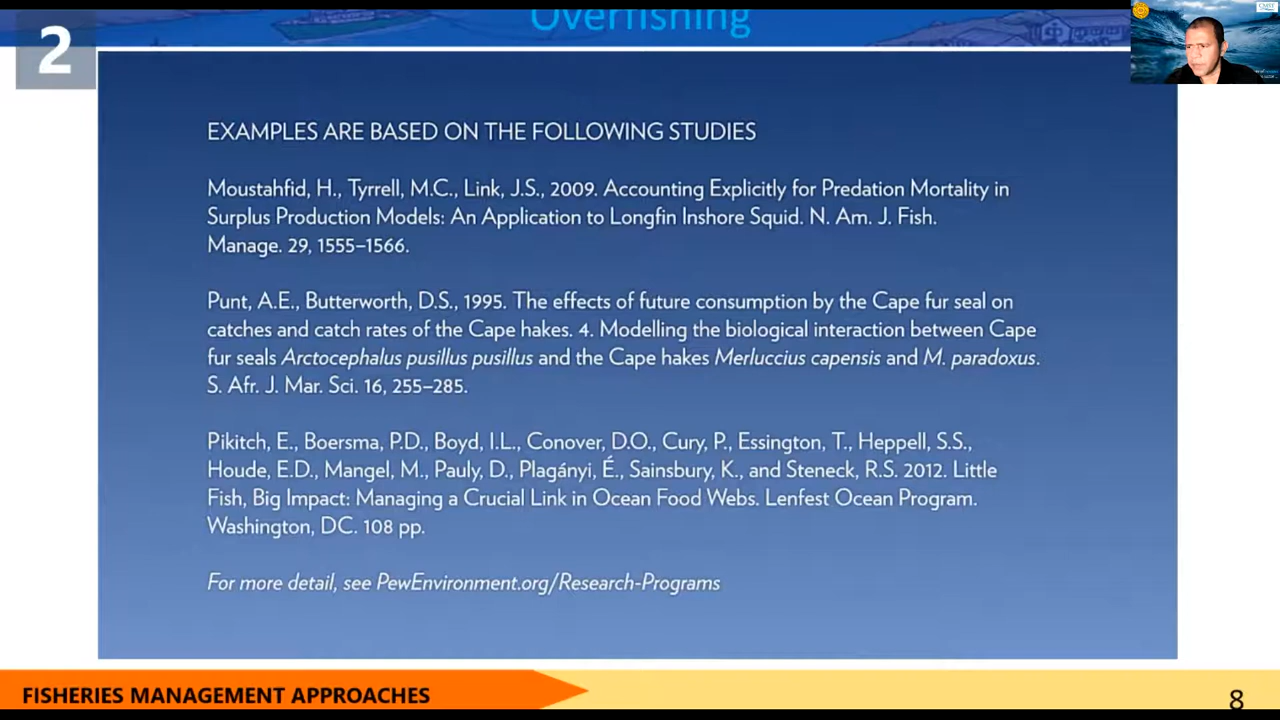 Overfishing
2
EXAMPLES ARE BASED ON THE FOLLOWING STUDIES
Moustahfid, H., Tyrrell, M.C., Link, J.S., 2009. Accounting Explicitly for Predation Mortality in
Surplus Production Models: An Application to Longfin Inshore Squid. N. Am. J. Fish.
Manage. 29, 1555–1566.
Punt, A.E., Butterworth, D.S., 1995. The effects of future consumption by the Cape fur seal on
catches and catch rates of the Cape hakes. 4. Modelling the biological interaction between Cape
fur seals Arctocephalus pusillus pusillus and the Cape hakes Merluccius capensis and M. paradoxus.
S. Afr. J. Mar. Sci. 16, 255–285.
Pikitch, E., Boersma, P.D., Boyd, I.L., Conover, D.O., Cury, P., Essington, T., Heppell, S.S.,
Houde, E.D., Mangel, M., Pauly, D., Plagányi, É., Sainsbury, K., and Steneck, R.S. 2012. Little
Fish, Big Impact: Managing a Crucial Link in Ocean Food Webs. Lenfest Ocean Program.
Washington, DC. 108 pp.
For more detail, see PewEnvironment.org/Research-Programs
FISHERIES MANAGEMENT APPROACHES
8